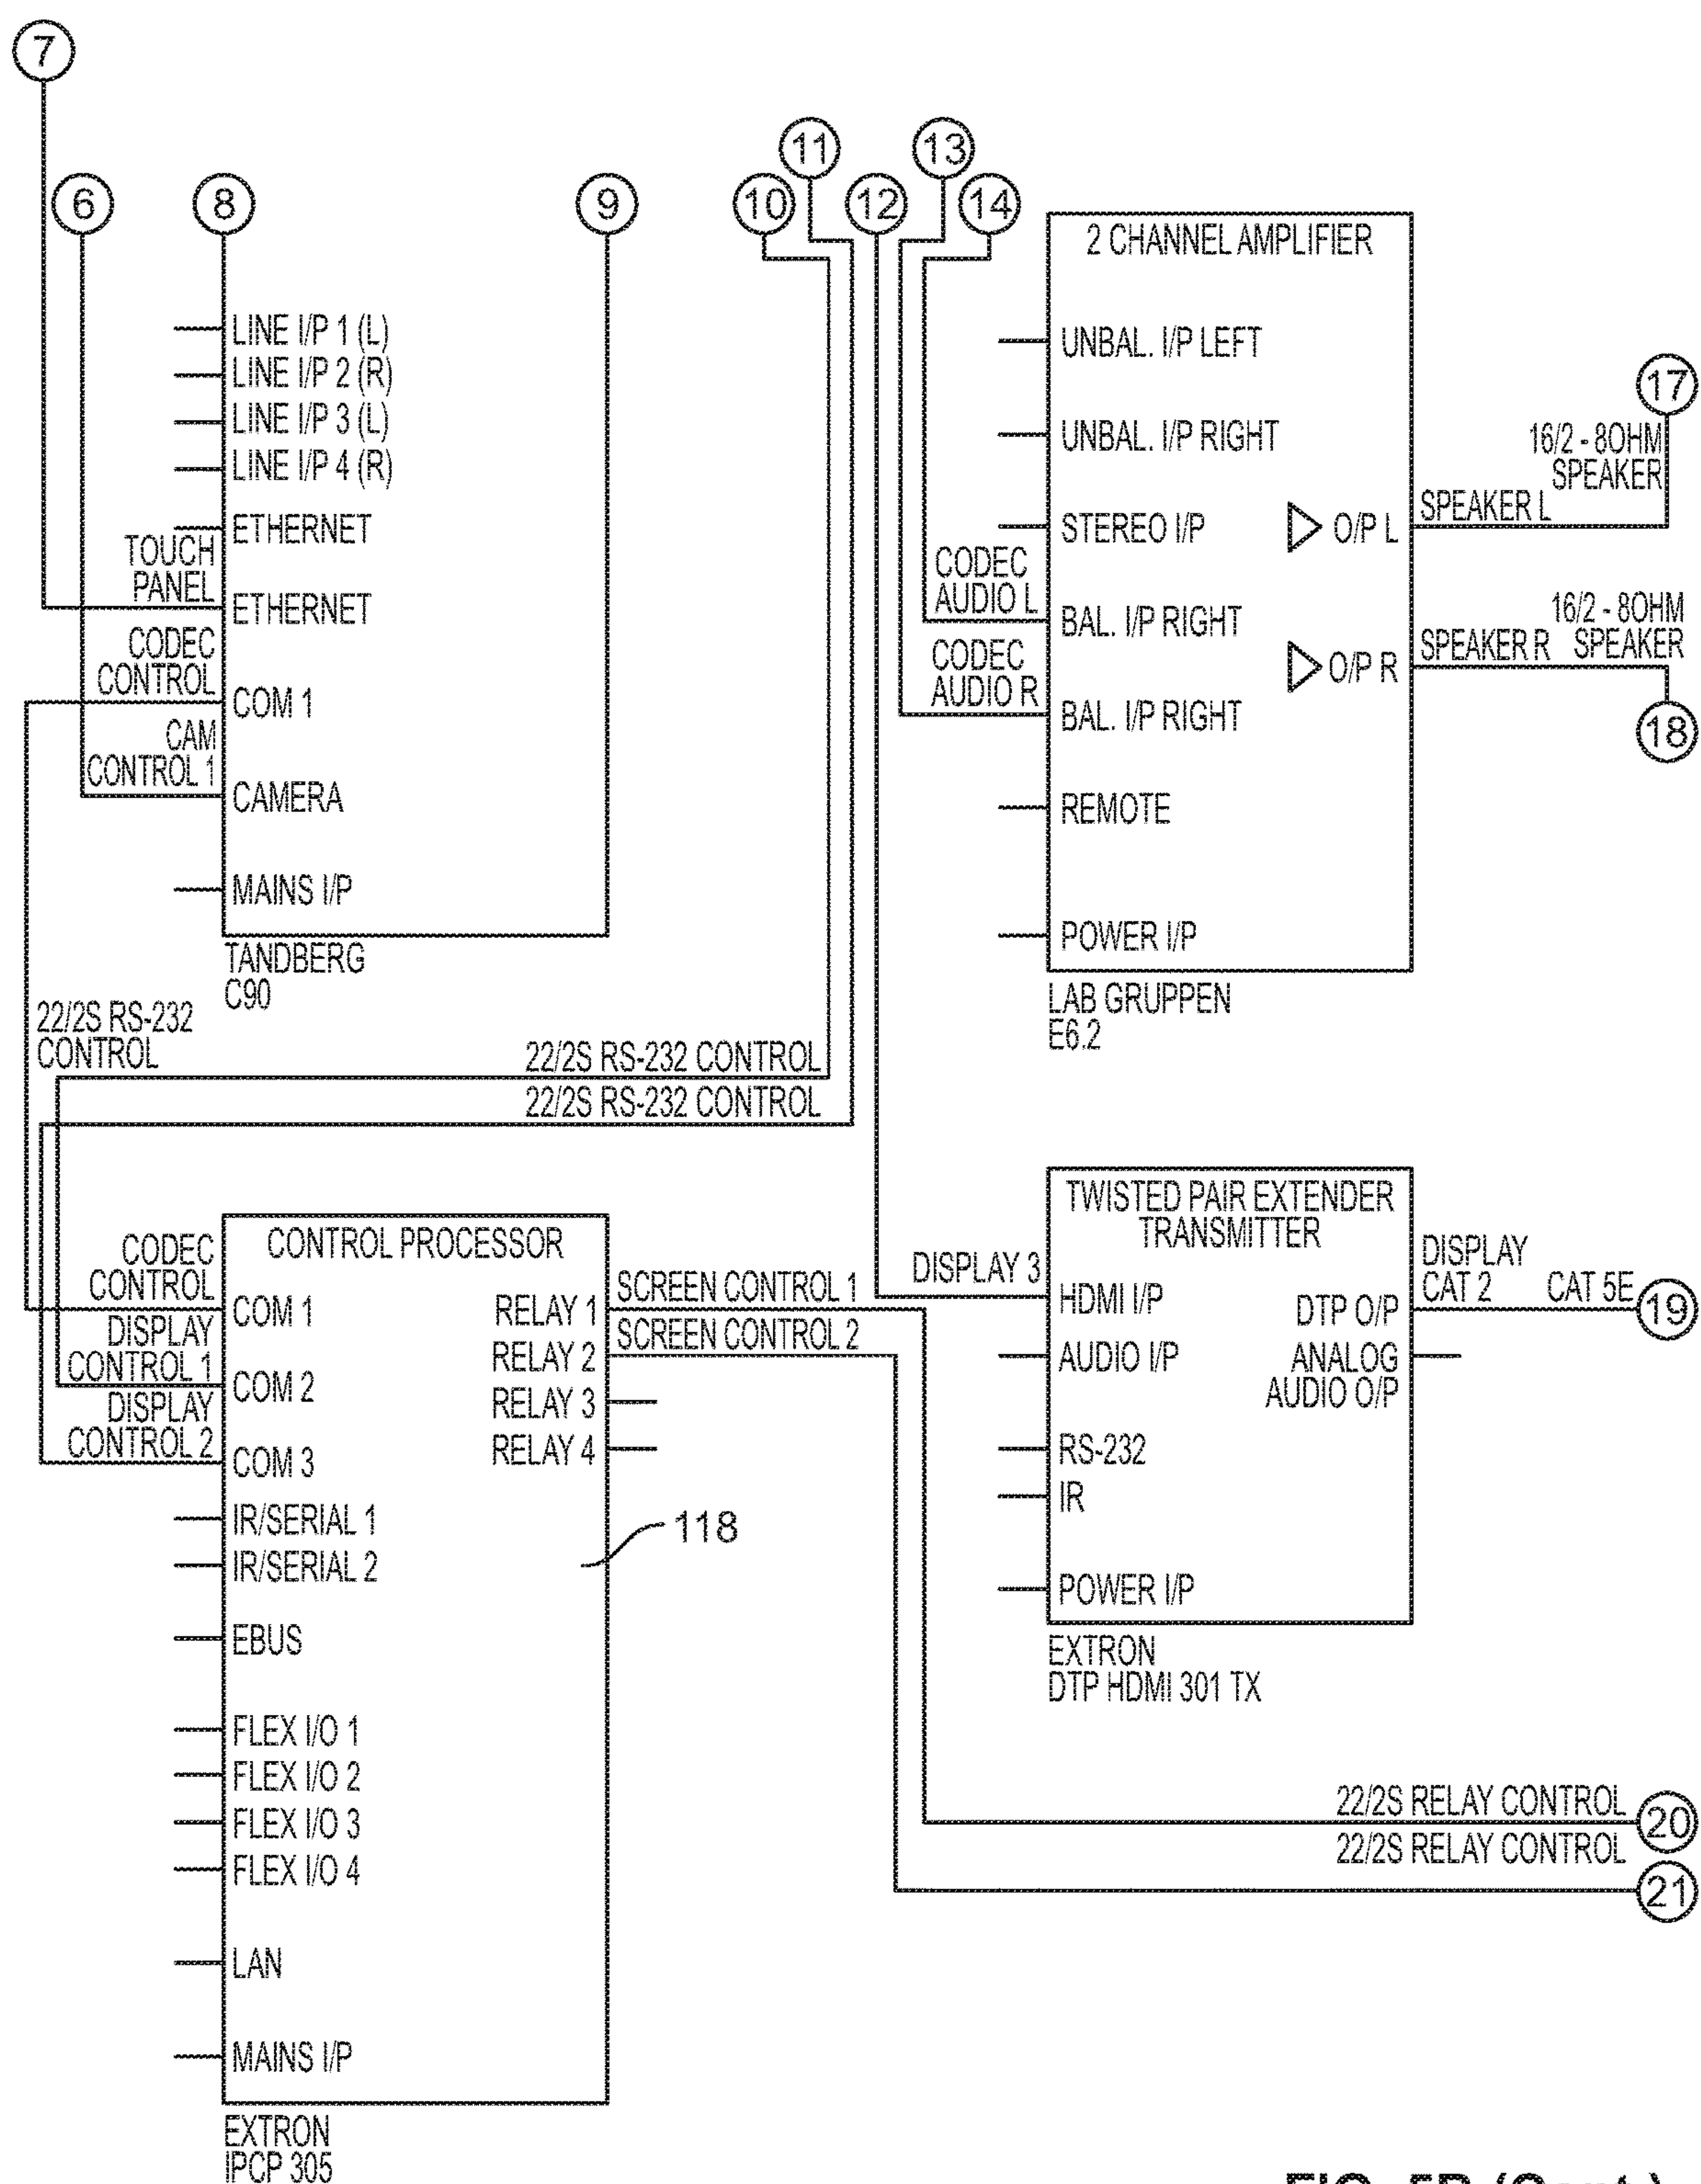 7
11
13
6
8
9
10
12
14
2 CHANNEL AMPLIFIER
LINE I/P 1 (L)
LINE I/P 2 (R)
LINE I/P 3 (L)
LINE I/P 4 (R)
ETHERNET
TOUCH
PANEL
ETHERNET
CODEC
CONTROL
COM 1
CAM
CONTROL 1
CAMERA
MAINS I/P
TANDBERG
C90
UNBAL. I/P LEFT
UNBAL. I/P RIGHT
STEREO I/P
CODEC
AUDIO L
BAL. I/P RIGHT
CODEC
AUDIO R
BAL. I/P RIGHT
REMOTE
POWER I/P
O/P L
O/P R
SPEAKER L
16/2 - 8OHM
SPEAKER
17
SPEAKER R
16/2 - 8OHM
SPEAKER
18
LAB GRUPPEN
E6.2
22/2S RS-232
CONTROL
22/2S RS-232 CONTROL
22/2S RS-232 CONTROL
CONTROL PROCESSOR
CODEC
CONTROL
COM 1
DISPLAY
CONTROL 1
COM 2
DISPLAY
CONTROL 2
COM 3
IR/SERIAL 1
IR/SERIAL 2
EBUS
FLEX I/O 1
FLEX I/O 2
FLEX I/O 3
FLEX I/O 4
LAN
MAINS I/P
RELAY 1
RELAY 2
RELAY 3
RELAY 4
SCREEN CONTROL 1
SCREEN CONTROL 2
118
EXTRON
IPCP 305
TWISTED PAIR EXTENDER
TRANSMITTER
DISPLAY 3
HDMI I/P
AUDIO I/P
RS-232
IR
POWER I/P
DTP O/P
ANALOG
AUDIO O/P
DISPLAY
CAT 2
CAT 5E
19
EXTRON
DTP HDMI 301 TX
22/2S RELAY CONTROL
20
22/2S RELAY CONTROL
21
FIG. 5B (Cont.)